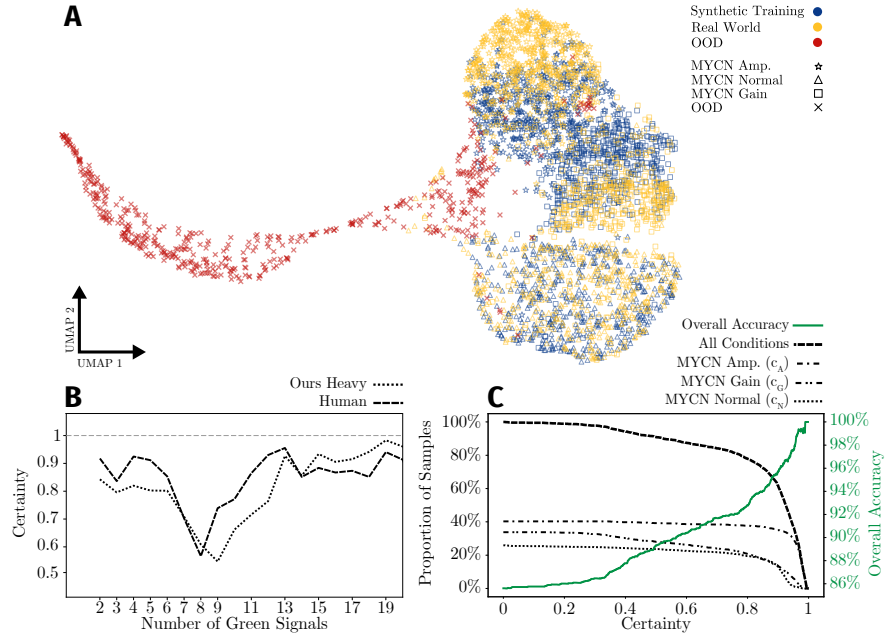 A
Synthetic Training
Real World
OOD
MYCN Amp.
MYCN Normal
MYCN Gain
OOD
UMAP 2
UMAP 1
B
Ours Heavy
Human
Certainty
1
0.9
0.8
0.7
0.6
0.5
2 3 4 5 6 7 8 9 11 13 15 17 19
Number of Green Signals
Overall Accuracy
All Conditions
MYCN Amp. (c_A)
MYCN Gain (c_G)
MYCN Normal (c_N)
C
Proportion of Samples
100%
80%
60%
40%
20%
0%
100%
98%
96%
94%
92%
90%
88%
86%
Overall Accuracy
0 0.2 0.4 0.6 0.8 1
Certainty